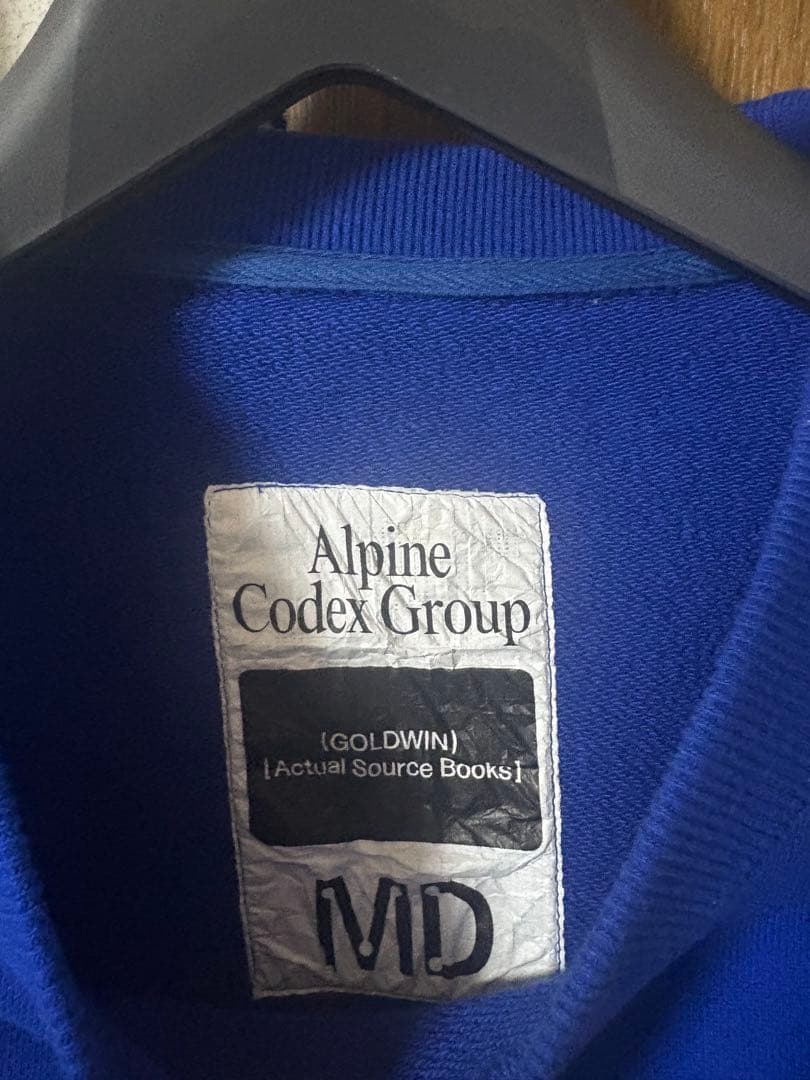 Alpine
Codex Group
(GOLDWIN)
[Actual Source Books]
MD